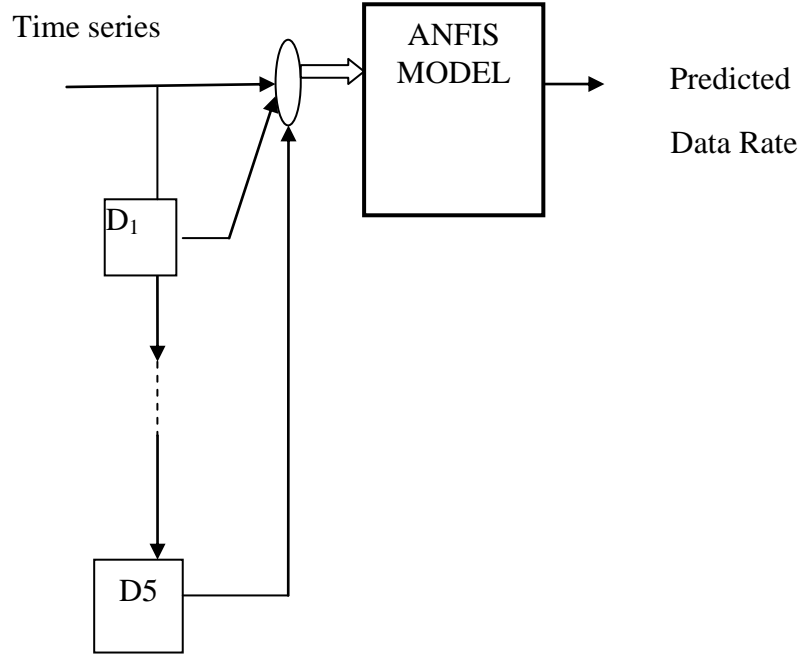 Time series
ANFIS
MODEL
Predicted
Data Rate
D₁
D5